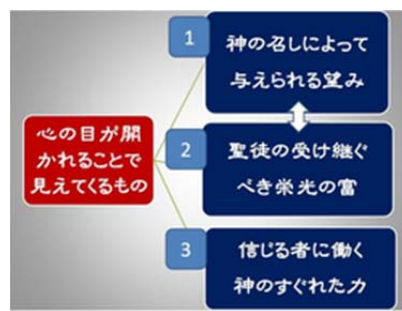 心の目が開
かれることで
見えてくるもの
1
神の召しによって
与えられる望み
2
聖徒の受け継ぐ
べき栄光の富
3
信じる者に働く
神のすぐれた力